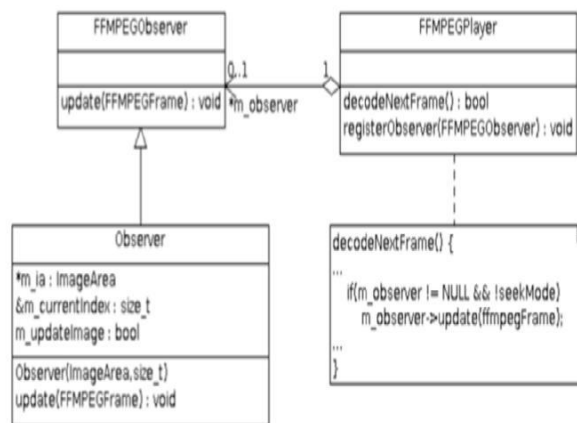 FFMPEGObserver
update(FFMPEGFrame) : void
0..1
*m_observer
1
FFMPEGPlayer
decodeNextFrame() : bool
registerObserver(FFMPEGObserver) : void
Observer
*m_ia : ImageArea
&m_currentIndex : size_t
m_updateImage : bool
Observer(ImageArea,size_t)
update(FFMPEGFrame) : void
decodeNextFrame() {
...
if(m_observer != NULL && !seekMode)
m_observer->update(ffmpegFrame);
...
}